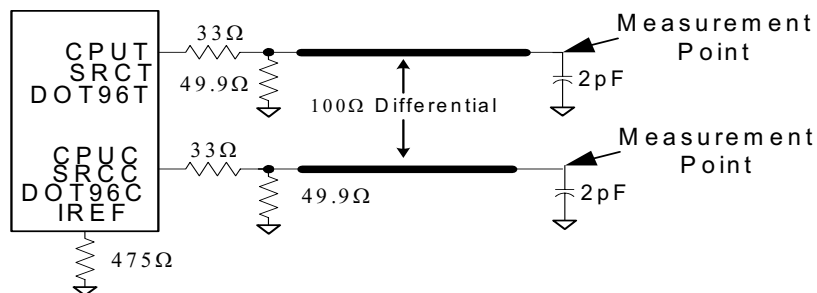 CPUT
SRCT
DOT96T
33Ω
49.9Ω
Measurement
Point
2pF
100Ω Differential
CPUC
SRCC
DOT96C
IREF
33Ω
49.9Ω
Measurement
Point
2pF
475Ω